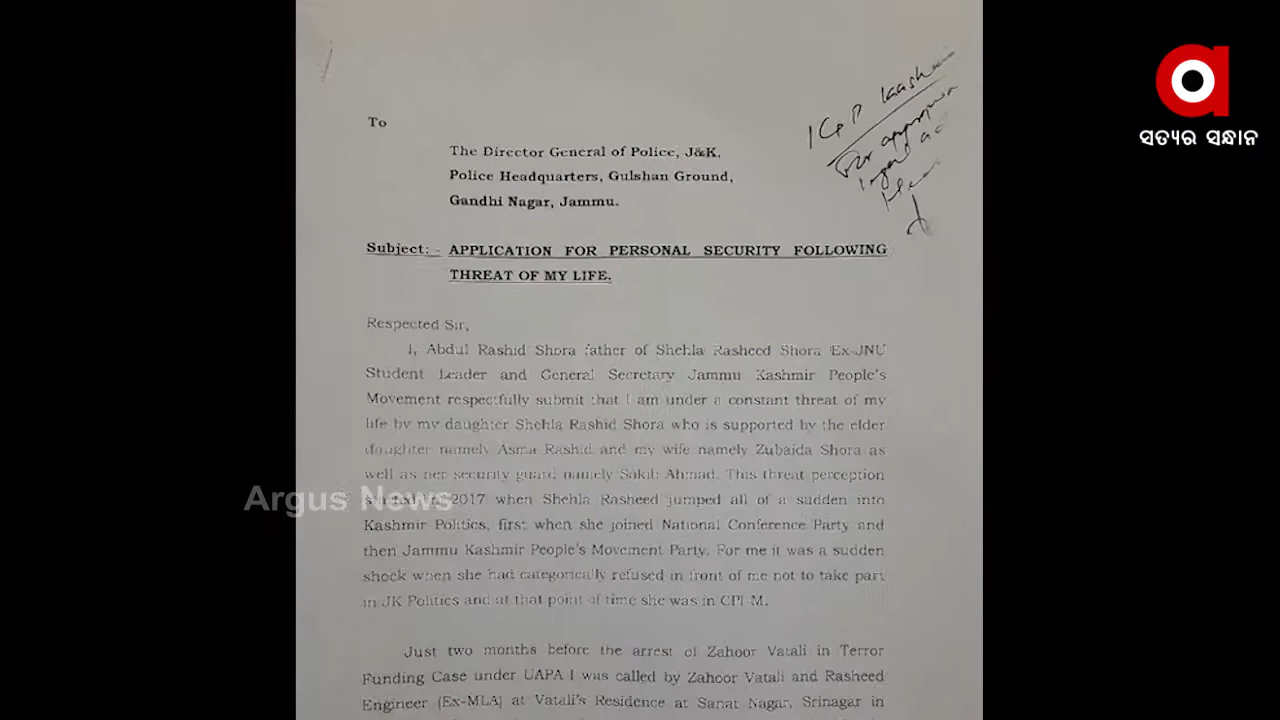 ସତ୍ୟର ସନ୍ଧାନ
To
The Director General of Police, J&K,
Police Headquarters, Gulshan Ground,
Gandhi Nagar, Jammu.
Subject: - APPLICATION FOR PERSONAL SECURITY FOLLOWING
THREAT OF MY LIFE.
Respected Sir,
I, Abdul Rashid Shora father of Shehla Rasheed Shora Ex-JNU
Student Leader and General Secretary Jammu Kashmir People's
Movement respectfully submit that I am under a constant threat of my
life by my daughter Shehla Rashid Shora who is supported by the elder
daughter namely Asma Rashid and my wife namely Zubaida Shora as
well as her security guard namely Sakib Ahmad. This threat perception
2017 when Shehla Rasheed jumped all of a sudden into
Argus News
Kashmir Politics, first when she joined National Conference Party and
then Jammu Kashmir People's Movement Party. For me it was a sudden
shock when she had categorically refused in front of me not to take part
in JK Politics and at that point of time she was in CPI-M.
Just two months before the arrest of Zahoor Vatali in Terror
Funding Case under UAPA I was called by Zahoor Vatali and Rasheed
Engineer (Ex-MLA) at Vatali's Residence at Sanat Nagar, Srinagar in